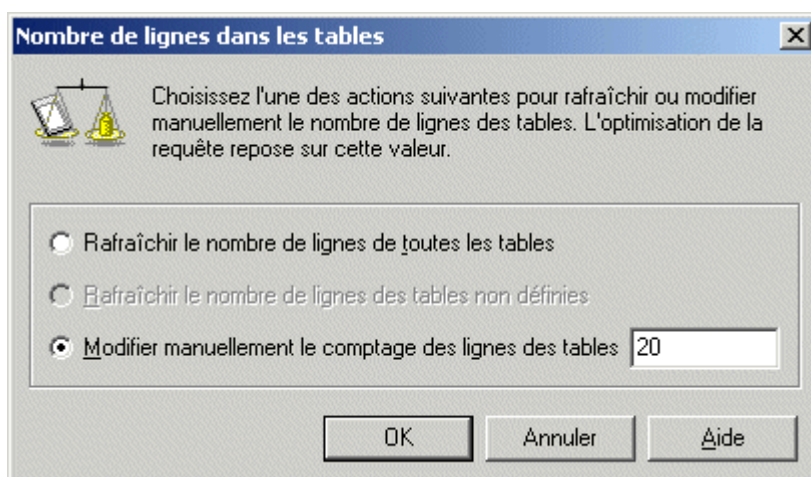 Nombre de lignes dans les tables
Choisissez l'une des actions suivantes pour rafraîchir ou modifier
manuellement le nombre de lignes des tables. L'optimisation de la
requête repose sur cette valeur.
Rafraîchir le nombre de lignes de toutes les tables
Rafraîchir le nombre de lignes des tables non définies
Modifier manuellement le comptage des lignes des tables 20
OK Annuler Aide